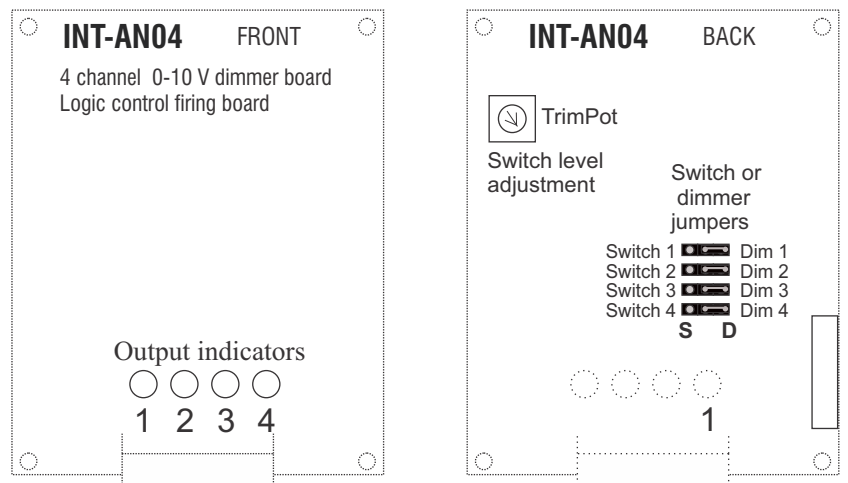 INT-AN04 FRONT
4 channel 0-10 V dimmer board
Logic control firing board
Output indicators
1 2 3 4
INT-AN04 BACK
TrimPot
Switch level
adjustment
Switch or
dimmer
jumpers
Switch 1 Dim 1
Switch 2 Dim 2
Switch 3 Dim 3
Switch 4 Dim 4
S D
1